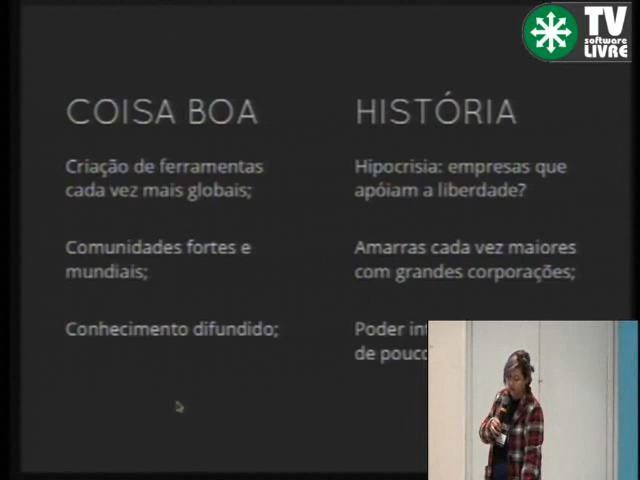 TV
software
LIVRE
COISA BOA
Criação de ferramentas
cada vez mais globais;
Comunidades fortes e
mundiais;
Conhecimento difundido;
HISTÓRIA
Hipocrisia: empresas que
apóiam a liberdade?
Amarras cada vez maiores
com grandes corporações;
Poder
de